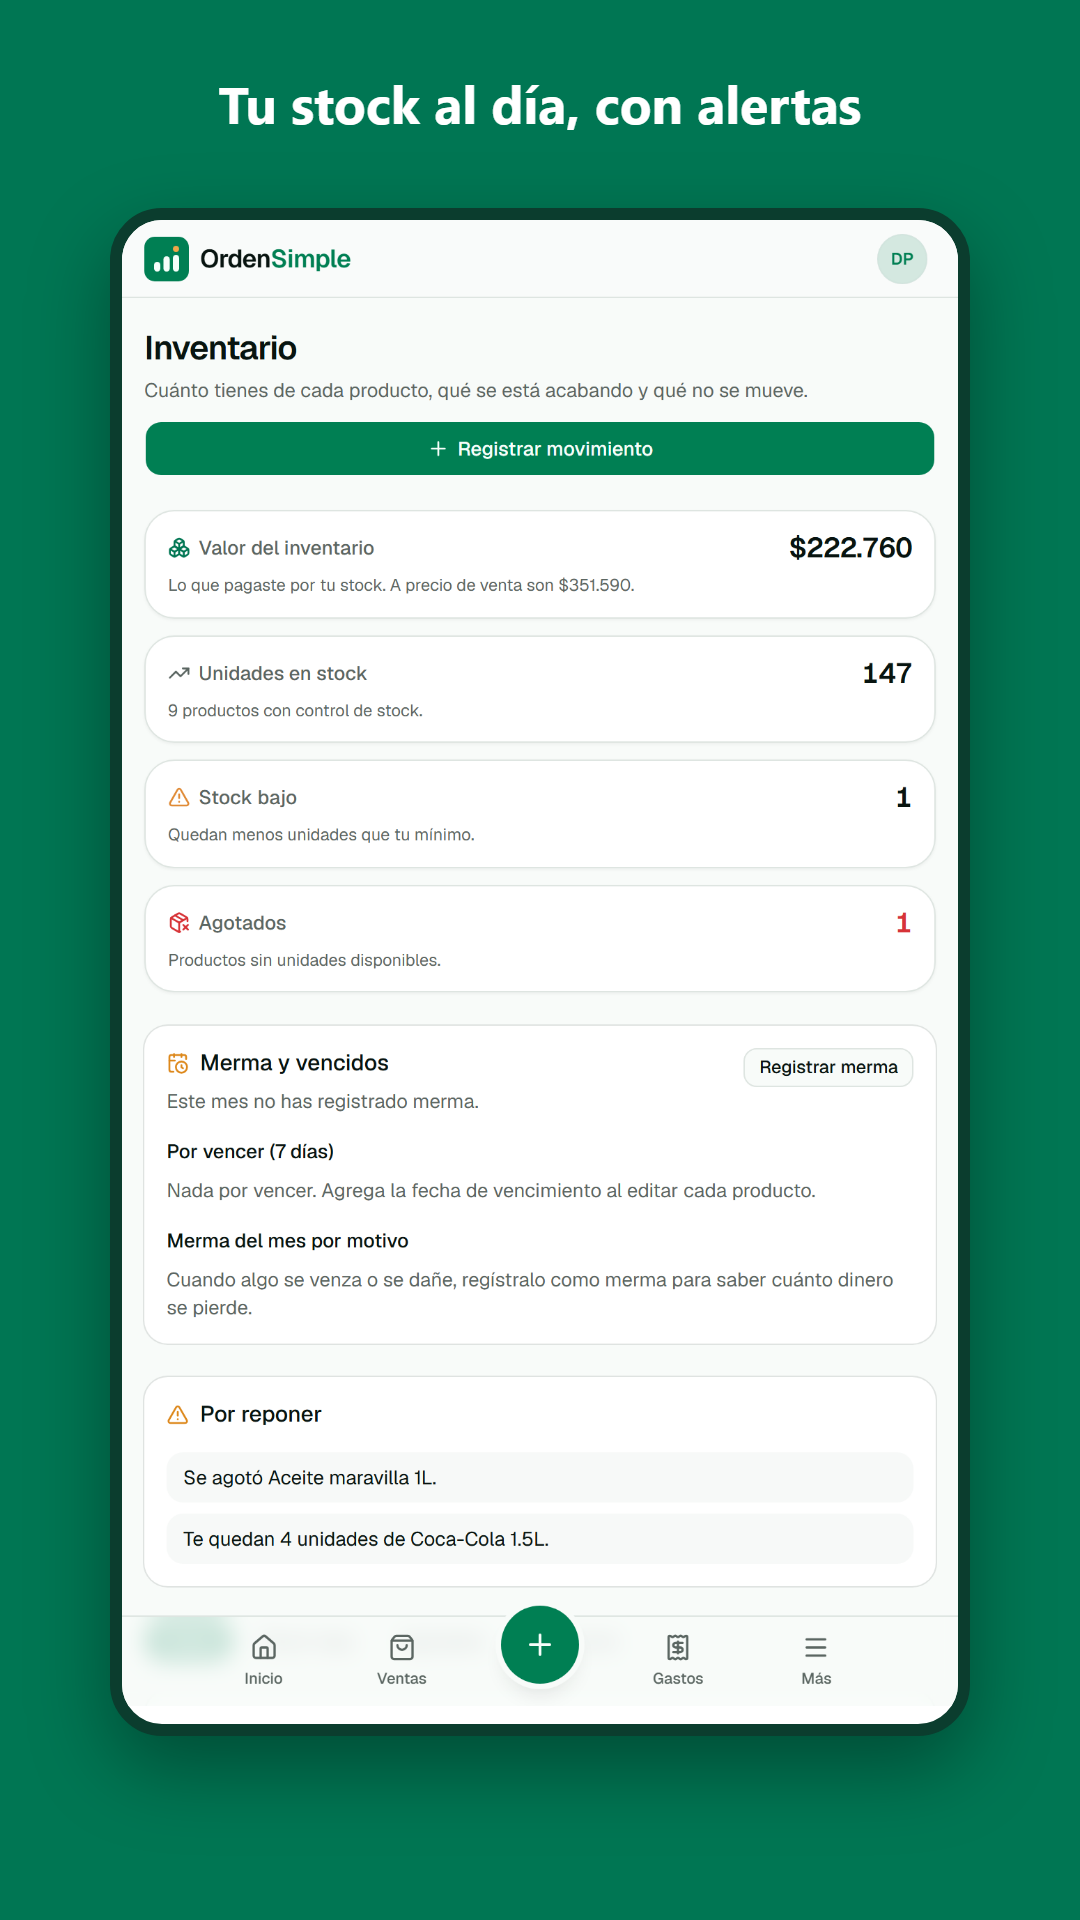 Tu stock al día, con alertas
OrdenSimple
DP
Inventario
Cuánto tienes de cada producto, qué se está acabando y qué no se mueve.
Registrar movimiento
Valor del inventario
$222.760
Lo que pagaste por tu stock. A precio de venta son $351.590.
Unidades en stock
147
9 productos con control de stock.
Stock bajo
1
Quedan menos unidades que tu mínimo.
Agotados
1
Productos sin unidades disponibles.
Merma y vencidos
Registrar merma
Este mes no has registrado merma.
Por vencer (7 días)
Nada por vencer. Agrega la fecha de vencimiento al editar cada producto.
Merma del mes por motivo
Cuando algo se venza o se dañe, regístralo como merma para saber cuánto dinero
se pierde.
Por reponer
Se agotó Aceite maravilla 1L.
Te quedan 4 unidades de Coca-Cola 1.5L.
Inicio
Ventas
Gastos
Más